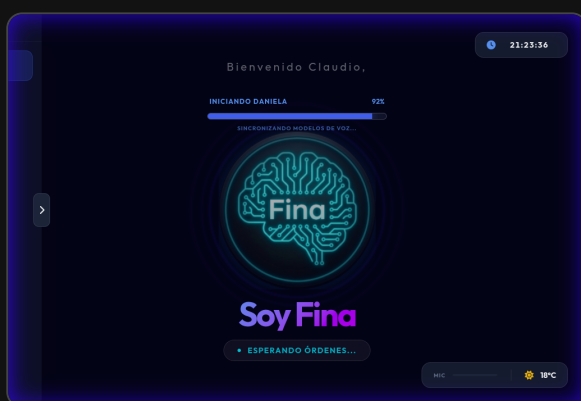 21:23:36
Bienvenido Claudio,
INICIANDO DANIELA 92%
SINCRONIZANDO MODELOS DE VOZ...
Fina
Soy Fina
ESPERANDO ÓRDENES...
MIC 18°C